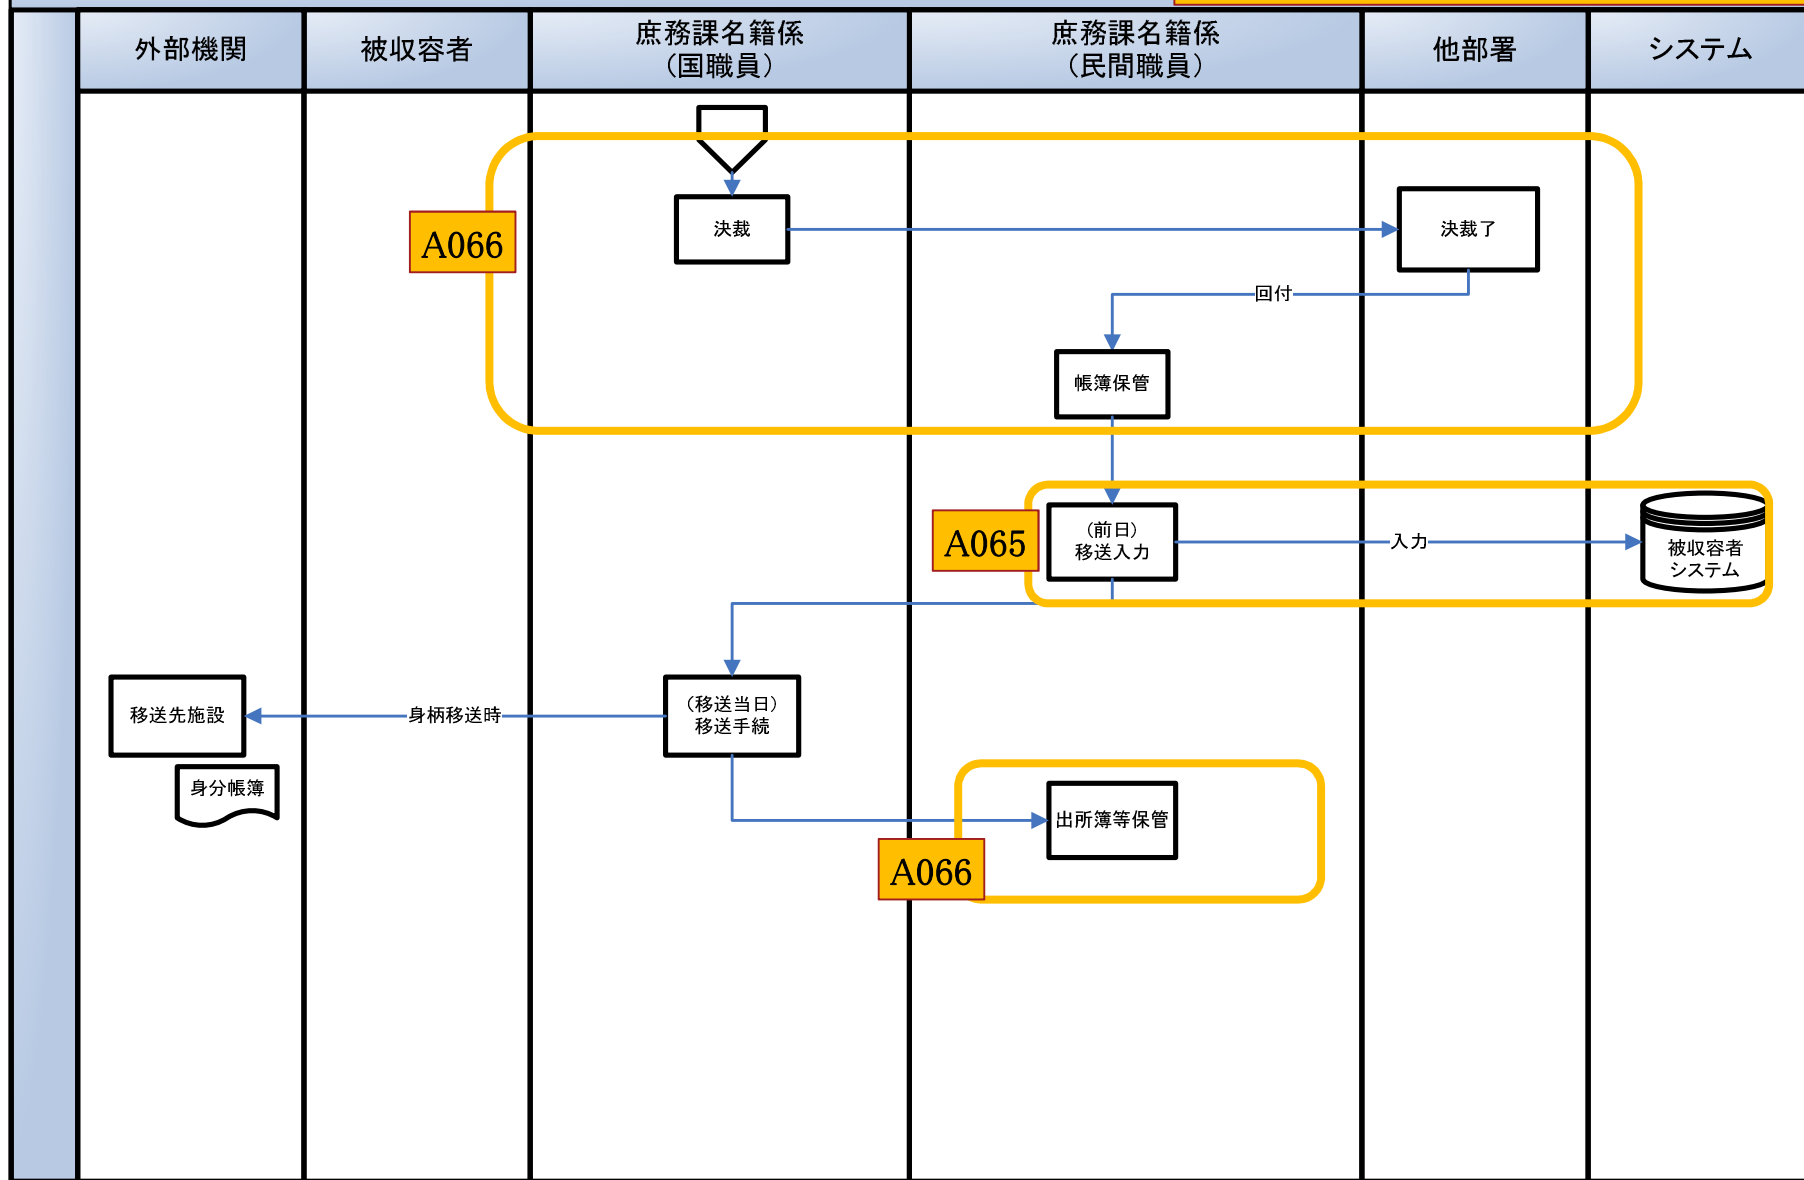 外部機関
被収容者
庶務課名籍係
（国職員）
庶務課名籍係
（民間職員）
他部署
システム
A066
決裁
決裁了
回付
帳簿保管
A065
（前日）
移送入力
入力
被収容者
システム
移送先施設
身柄移送時
（移送当日）
移送手続
身分帳簿
出所簿等保管
A066